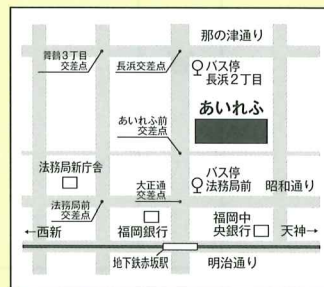 那の津通り
舞鶴3丁目
交差点
長浜交差点
バス停
長浜2丁目
あいれふ
あいれふ前
交差点
法務局新庁舎
大正通
交差点
バス停
法務局前
昭和通り
法務局前
交差点
←西新
福岡銀行
福岡中
央銀行
天神→
地下鉄赤坂駅
明治通り